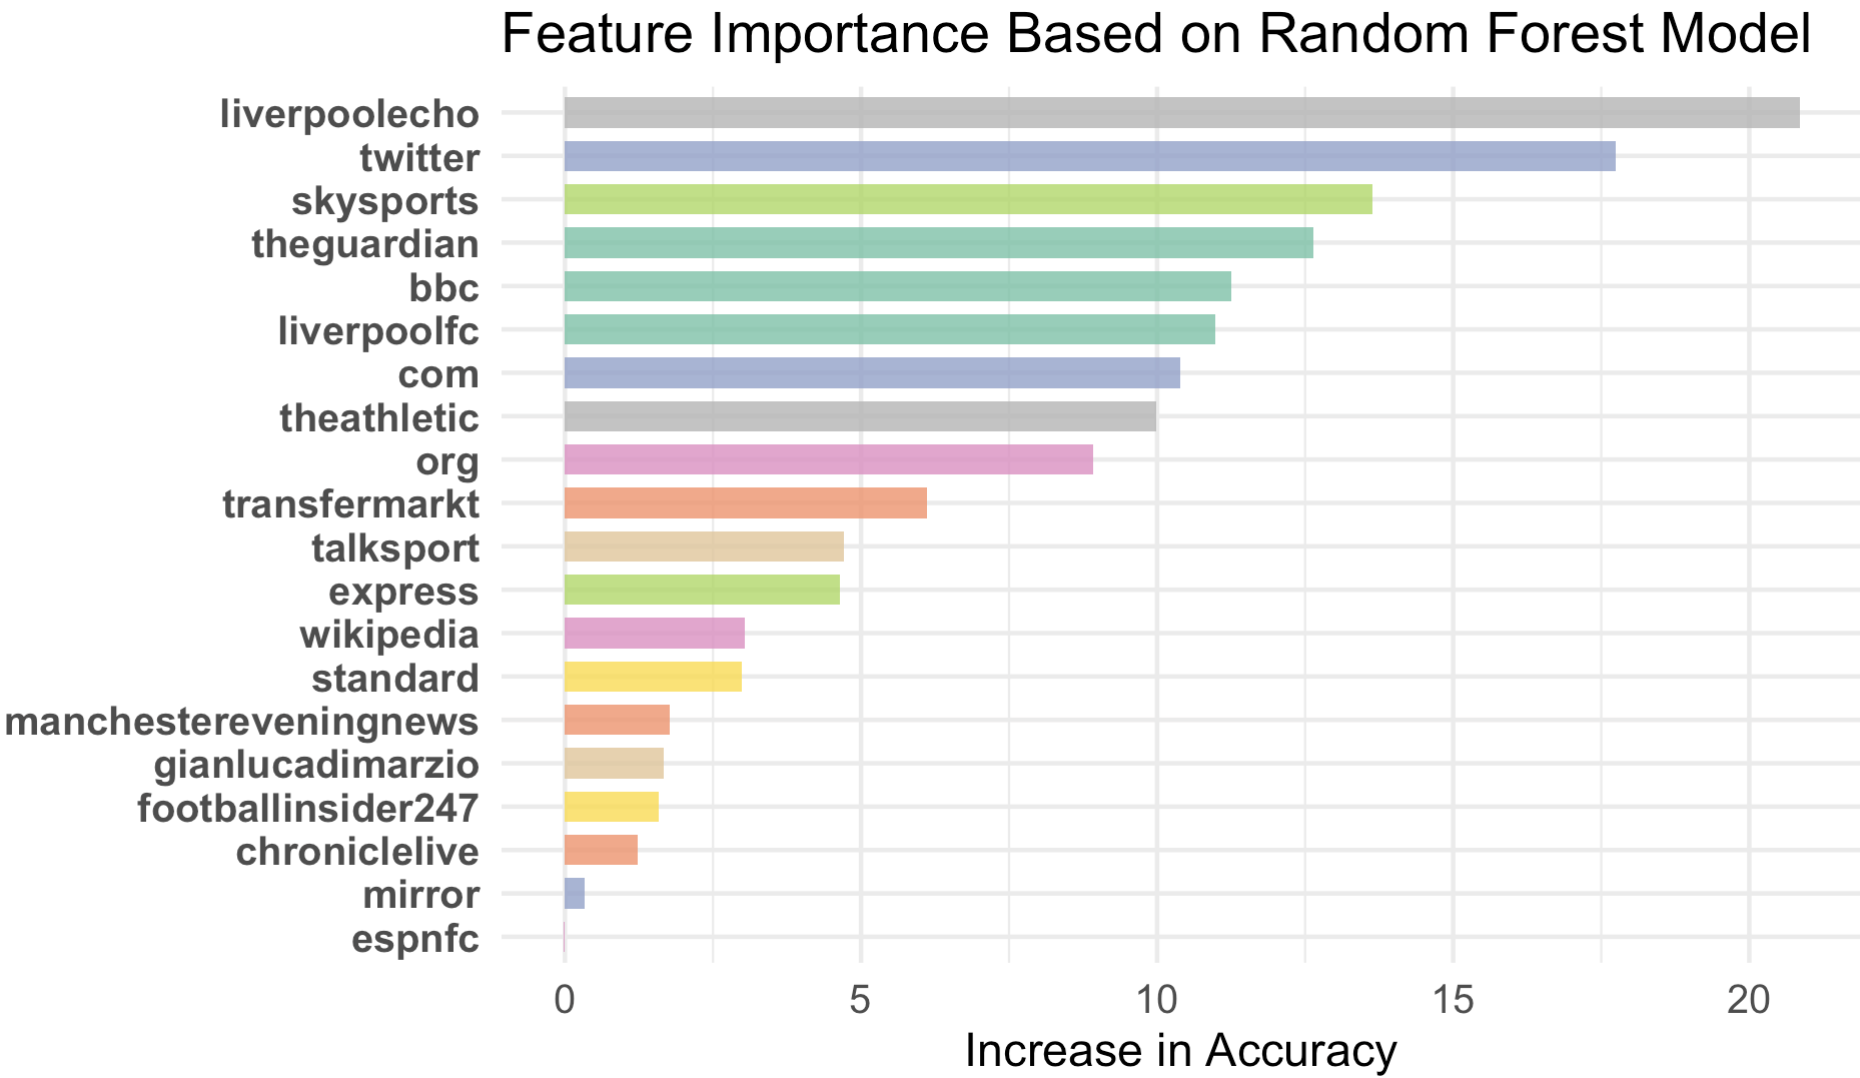 Feature Importance Based on Random Forest Model
liverpoolecho
twitter
skysports
theguardian
bbc
liverpoolfc
com
theathletic
org
transfermarkt
talksport
express
wikipedia
standard
manchestereveningnews
gianlucadimarzio
footballinsider247
chroniclelive
mirror
espnfc
0 5 10 15 20
Increase in Accuracy